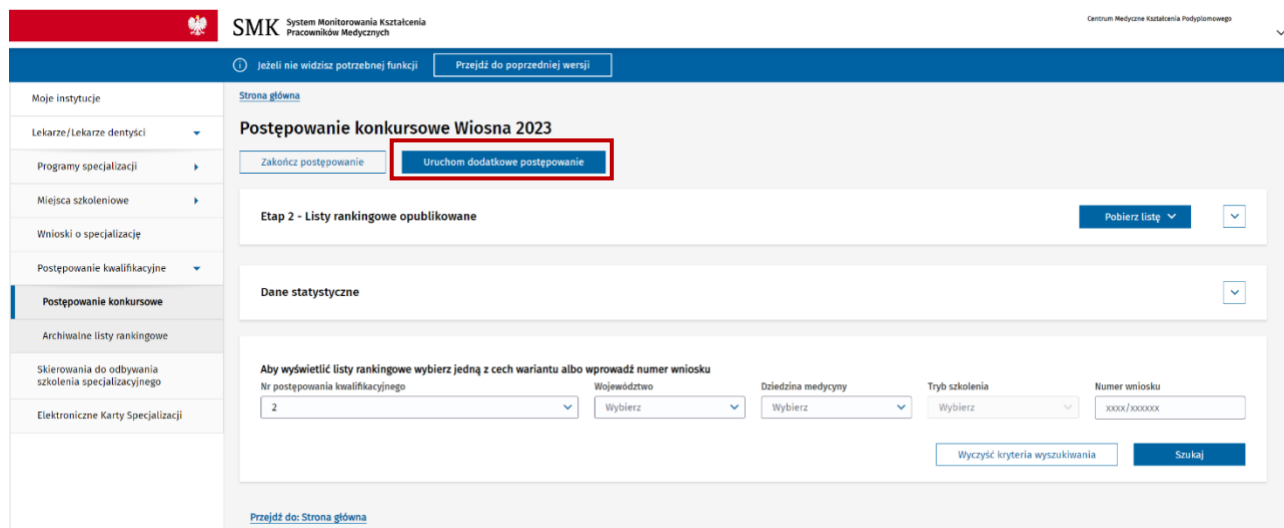 SMK System Monitorowania Kształcenia
Pracowników Medycznych
Centrum Medyczne Kształcenia Podyplomowego
Jeżeli nie widzisz potrzebnej funkcji
Przejdź do poprzedniej wersji
Moje instytucje
Lekarze/Lekarze dentyści
Programy specjalizacji
Miejsca szkoleniowe
Wnioski o specjalizację
Postępowanie kwalifikacyjne
Postępowanie konkursowe
Archiwalne listy rankingowe
Skierowania do odbywania
szkolenia specjalizacyjnego
Elektroniczne Karty Specjalizacji
Strona główna
Postępowanie konkursowe Wiosna 2023
Zakończ postępowanie
Uruchom dodatkowe postępowanie
Etap 2 - Listy rankingowe opublikowane
Pobierz listę
Dane statystyczne
Aby wyświetlić listy rankingowe wybierz jedną z cech wariantu albo wprowadź numer wniosku
Nr postępowania kwalifikacyjnego
2
Województwo
Wybierz
Dziedzina medycyny
Wybierz
Tryb szkolenia
Wybierz
Numer wniosku
xxxx/xxxxxx
Wyczyść kryteria wyszukiwania
Szukaj
Przejdź do: Strona główna